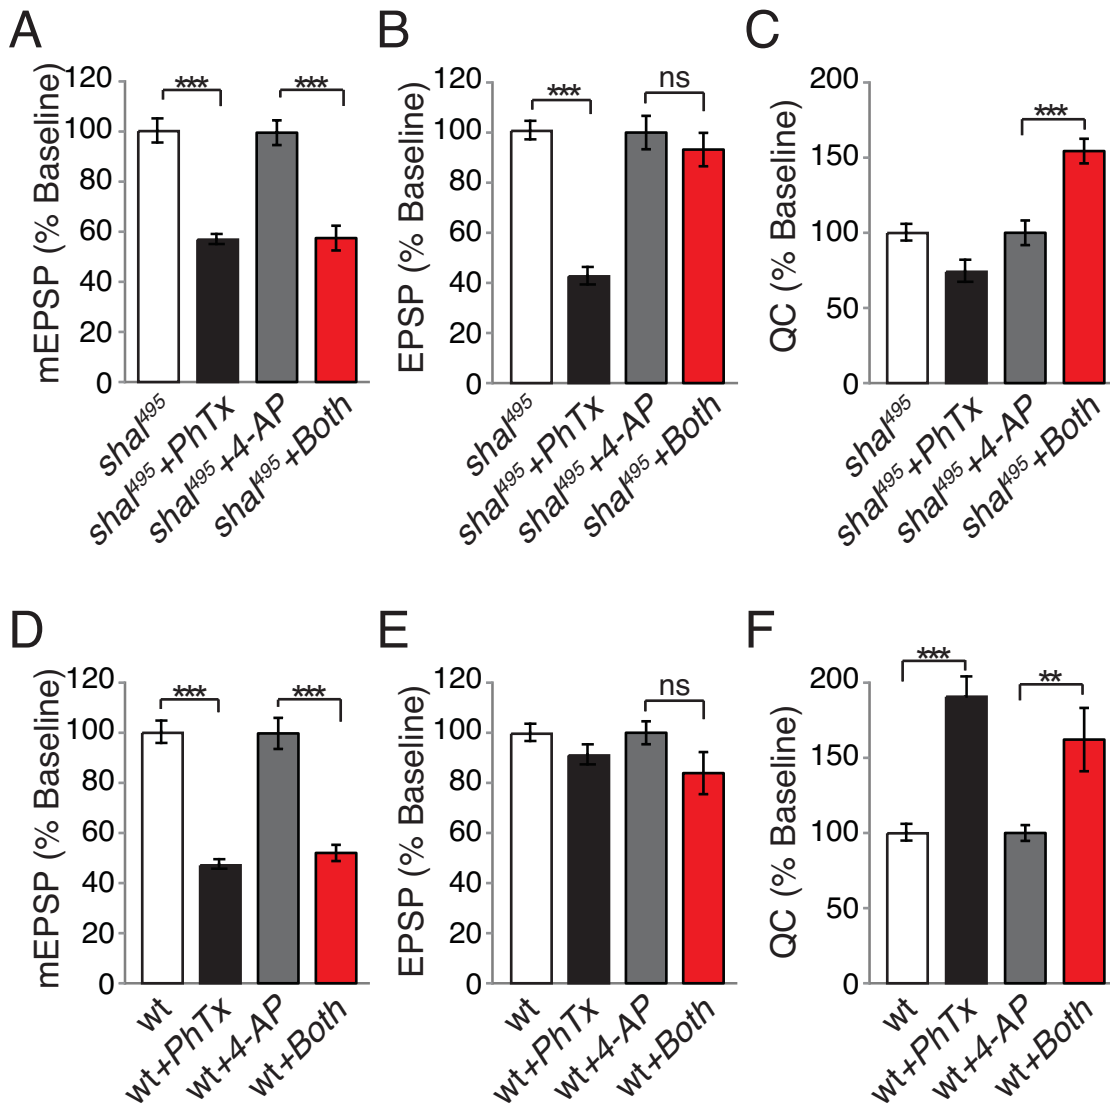 A
mEPSP (% Baseline)
120
100
80
60
40
20
0
***
***
shal⁴⁹⁵
shal⁴⁹⁵+PhTx
shal⁴⁹⁵+4-AP
shal⁴⁹⁵+Both
B
EPSP (% Baseline)
120
100
80
60
40
20
0
***
ns
shal⁴⁹⁵
shal⁴⁹⁵+PhTx
shal⁴⁹⁵+4-AP
shal⁴⁹⁵+Both
C
QC (% Baseline)
200
150
100
50
0
***
shal⁴⁹⁵
shal⁴⁹⁵+PhTx
shal⁴⁹⁵+4-AP
shal⁴⁹⁵+Both
D
mEPSP (% Baseline)
120
100
80
60
40
20
0
***
***
wt
wt+PhTx
wt+4-AP
wt+Both
E
EPSP (% Baseline)
120
100
80
60
40
20
0
ns
wt
wt+PhTx
wt+4-AP
wt+Both
F
QC (% Baseline)
200
150
100
50
0
***
**
wt
wt+PhTx
wt+4-AP
wt+Both